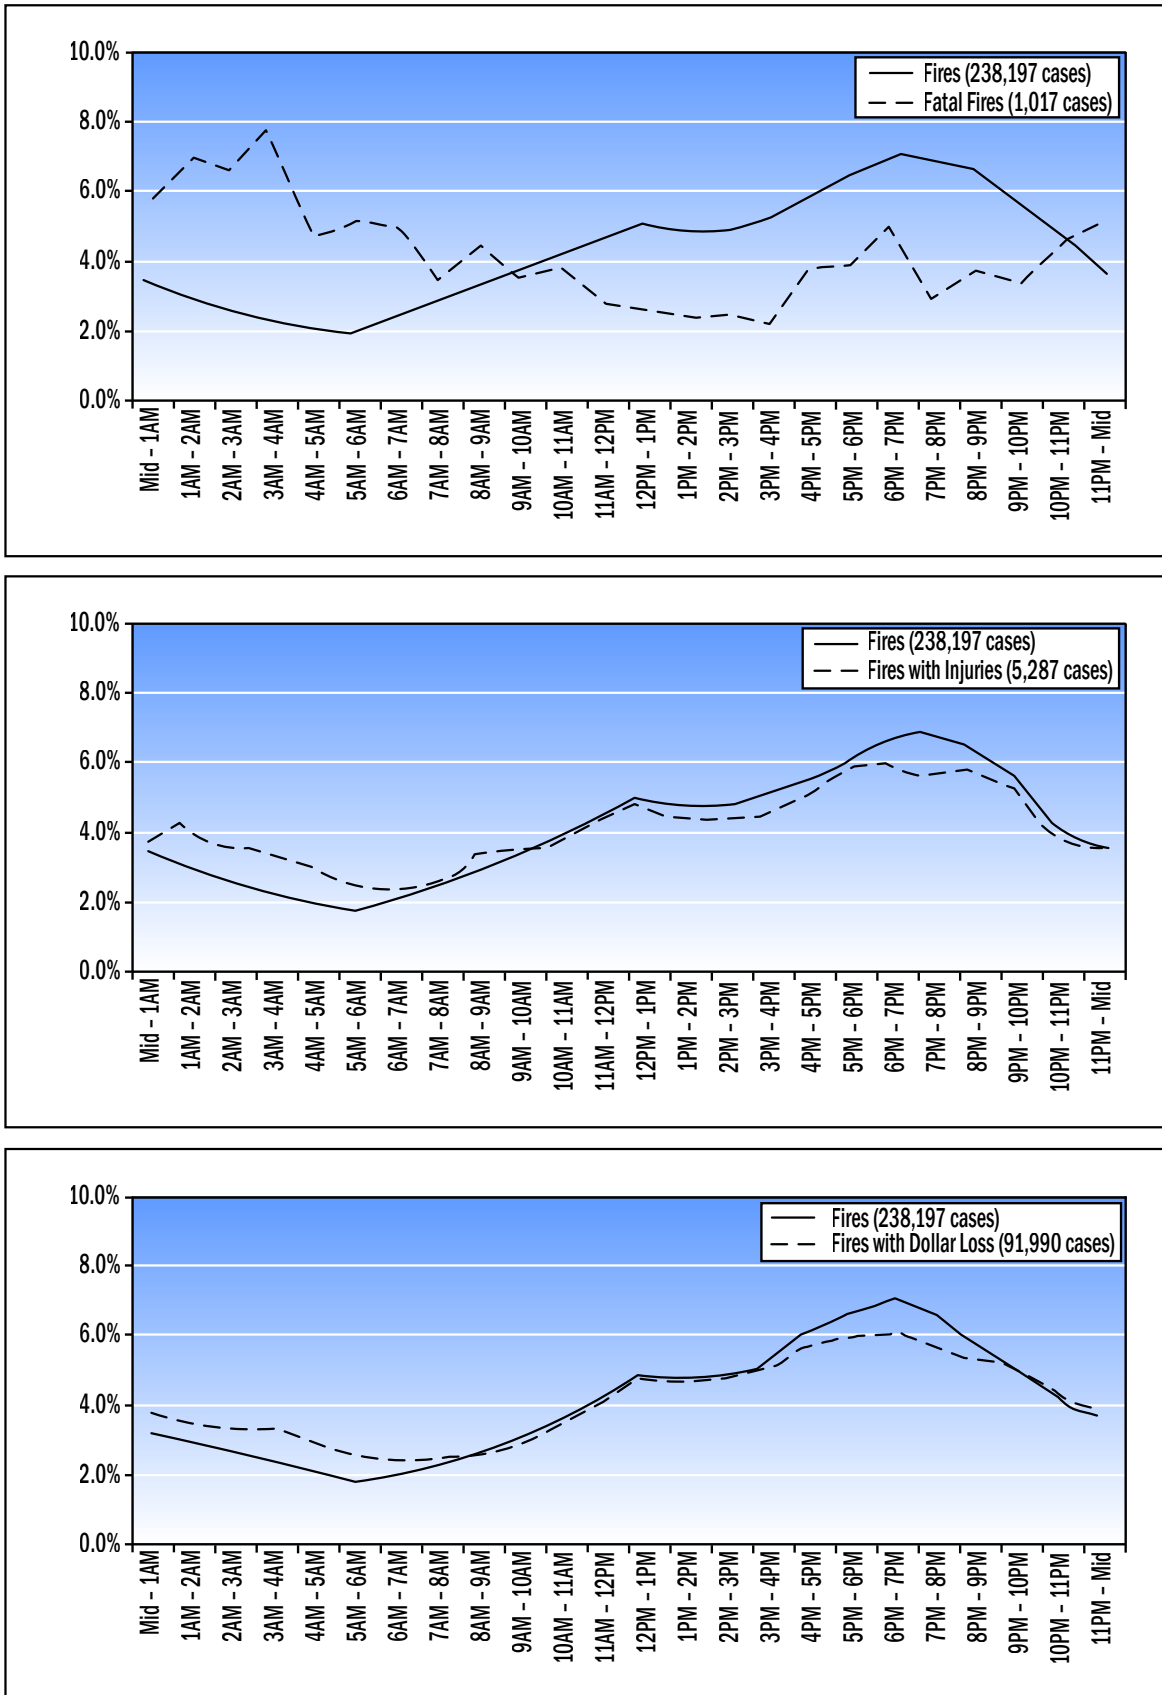 10.0%
8.0%
6.0%
4.0%
2.0%
0.0%
Fires (238,197 cases)
Fatal Fires (1,017 cases)
Mid – 1AM
1AM – 2AM
2AM – 3AM
3AM – 4AM
4AM – 5AM
5AM – 6AM
6AM – 7AM
7AM – 8AM
8AM – 9AM
9AM – 10AM
10AM – 11AM
11AM – 12PM
12PM – 1PM
1PM – 2PM
2PM – 3PM
3PM – 4PM
4PM – 5PM
5PM – 6PM
6PM – 7PM
7PM – 8PM
8PM – 9PM
9PM – 10PM
10PM – 11PM
11PM – Mid
10.0%
8.0%
6.0%
4.0%
2.0%
0.0%
Fires (238,197 cases)
Fires with Injuries (5,287 cases)
Mid – 1AM
1AM – 2AM
2AM – 3AM
3AM – 4AM
4AM – 5AM
5AM – 6AM
6AM – 7AM
7AM – 8AM
8AM – 9AM
9AM – 10AM
10AM – 11AM
11AM – 12PM
12PM – 1PM
1PM – 2PM
2PM – 3PM
3PM – 4PM
4PM – 5PM
5PM – 6PM
6PM – 7PM
7PM – 8PM
8PM – 9PM
9PM – 10PM
10PM – 11PM
11PM – Mid
10.0%
8.0%
6.0%
4.0%
2.0%
0.0%
Fires (238,197 cases)
Fires with Dollar Loss (91,990 cases)
Mid – 1AM
1AM – 2AM
2AM – 3AM
3AM – 4AM
4AM – 5AM
5AM – 6AM
6AM – 7AM
7AM – 8AM
8AM – 9AM
9AM – 10AM
10AM – 11AM
11AM – 12PM
12PM – 1PM
1PM – 2PM
2PM – 3PM
3PM – 4PM
4PM – 5PM
5PM – 6PM
6PM – 7PM
7PM – 8PM
8PM – 9PM
9PM – 10PM
10PM – 11PM
11PM – Mid